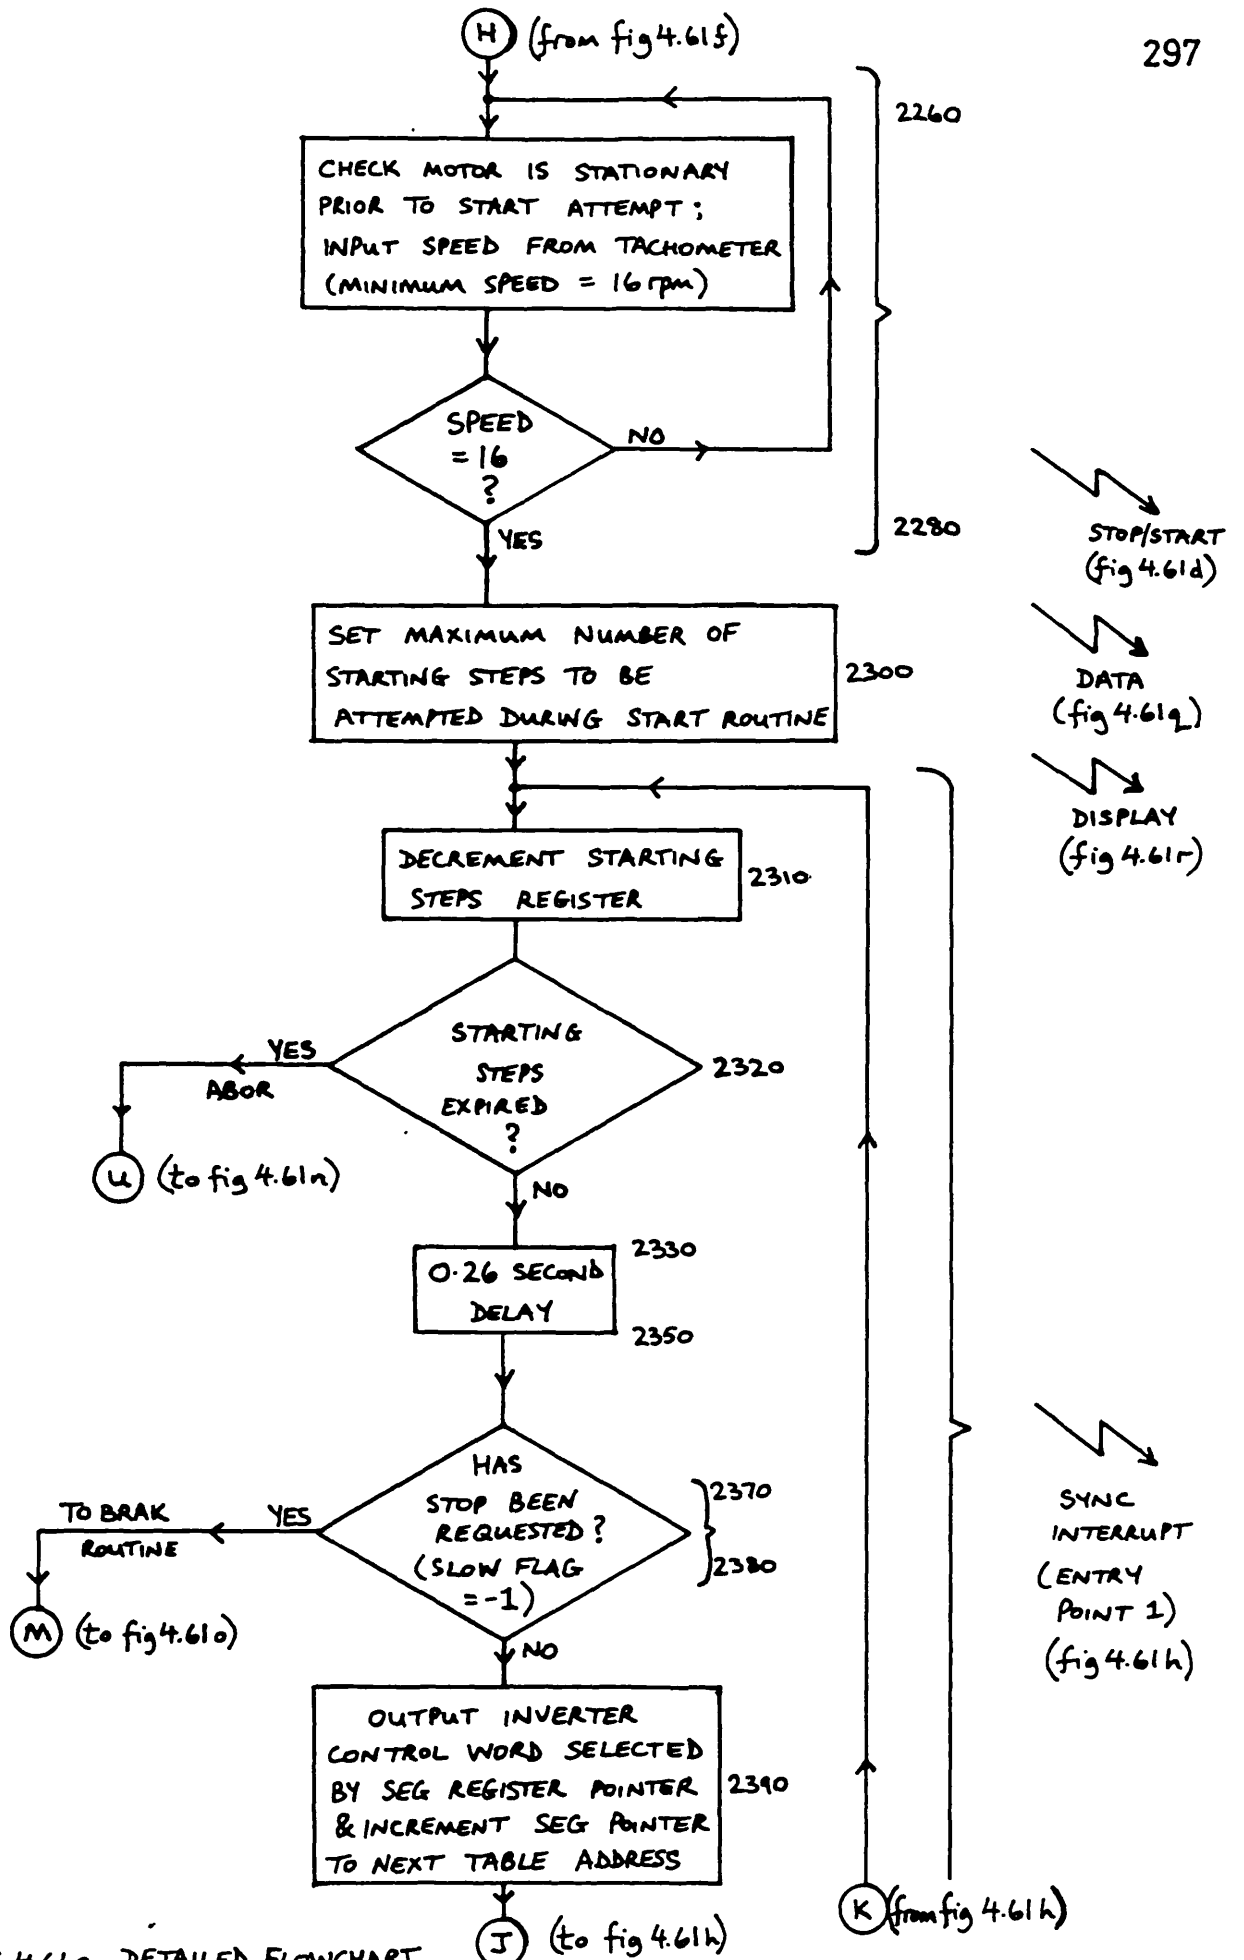 H (from fig 4.61f)
297
2260
CHECK MOTOR IS STATIONARY
PRIOR TO START ATTEMPT;
INPUT SPEED FROM TACHOMETER
(MINIMUM SPEED = 16 rpm)
SPEED
= 16
?
NO
YES
2280
STOP/START
(fig 4.61d)
SET MAXIMUM NUMBER OF
STARTING STEPS TO BE
ATTEMPTED DURING START ROUTINE
2300
DATA
(fig 4.61q)
DISPLAY
(fig 4.61r)
DECREMENT STARTING
STEPS REGISTER
2310
STARTING
STEPS
EXPIRED
?
2320
YES
ABOR
U (to fig 4.61n)
NO
2330
0.26 SECOND
DELAY
2350
HAS
STOP BEEN
REQUESTED?
(SLOW FLAG
= -1)
2370
2380
YES
TO BRAK
ROUTINE
M (to fig 4.61o)
NO
SYNC
INTERRUPT
(ENTRY
POINT 1)
(fig 4.61h)
OUTPUT INVERTER
CONTROL WORD SELECTED
BY SEG REGISTER POINTER
& INCREMENT SEG POINTER
TO NEXT TABLE ADDRESS
2390
K (from fig 4.61h)
J (to fig 4.61h)
4.61g DETAILED FLOWCHART